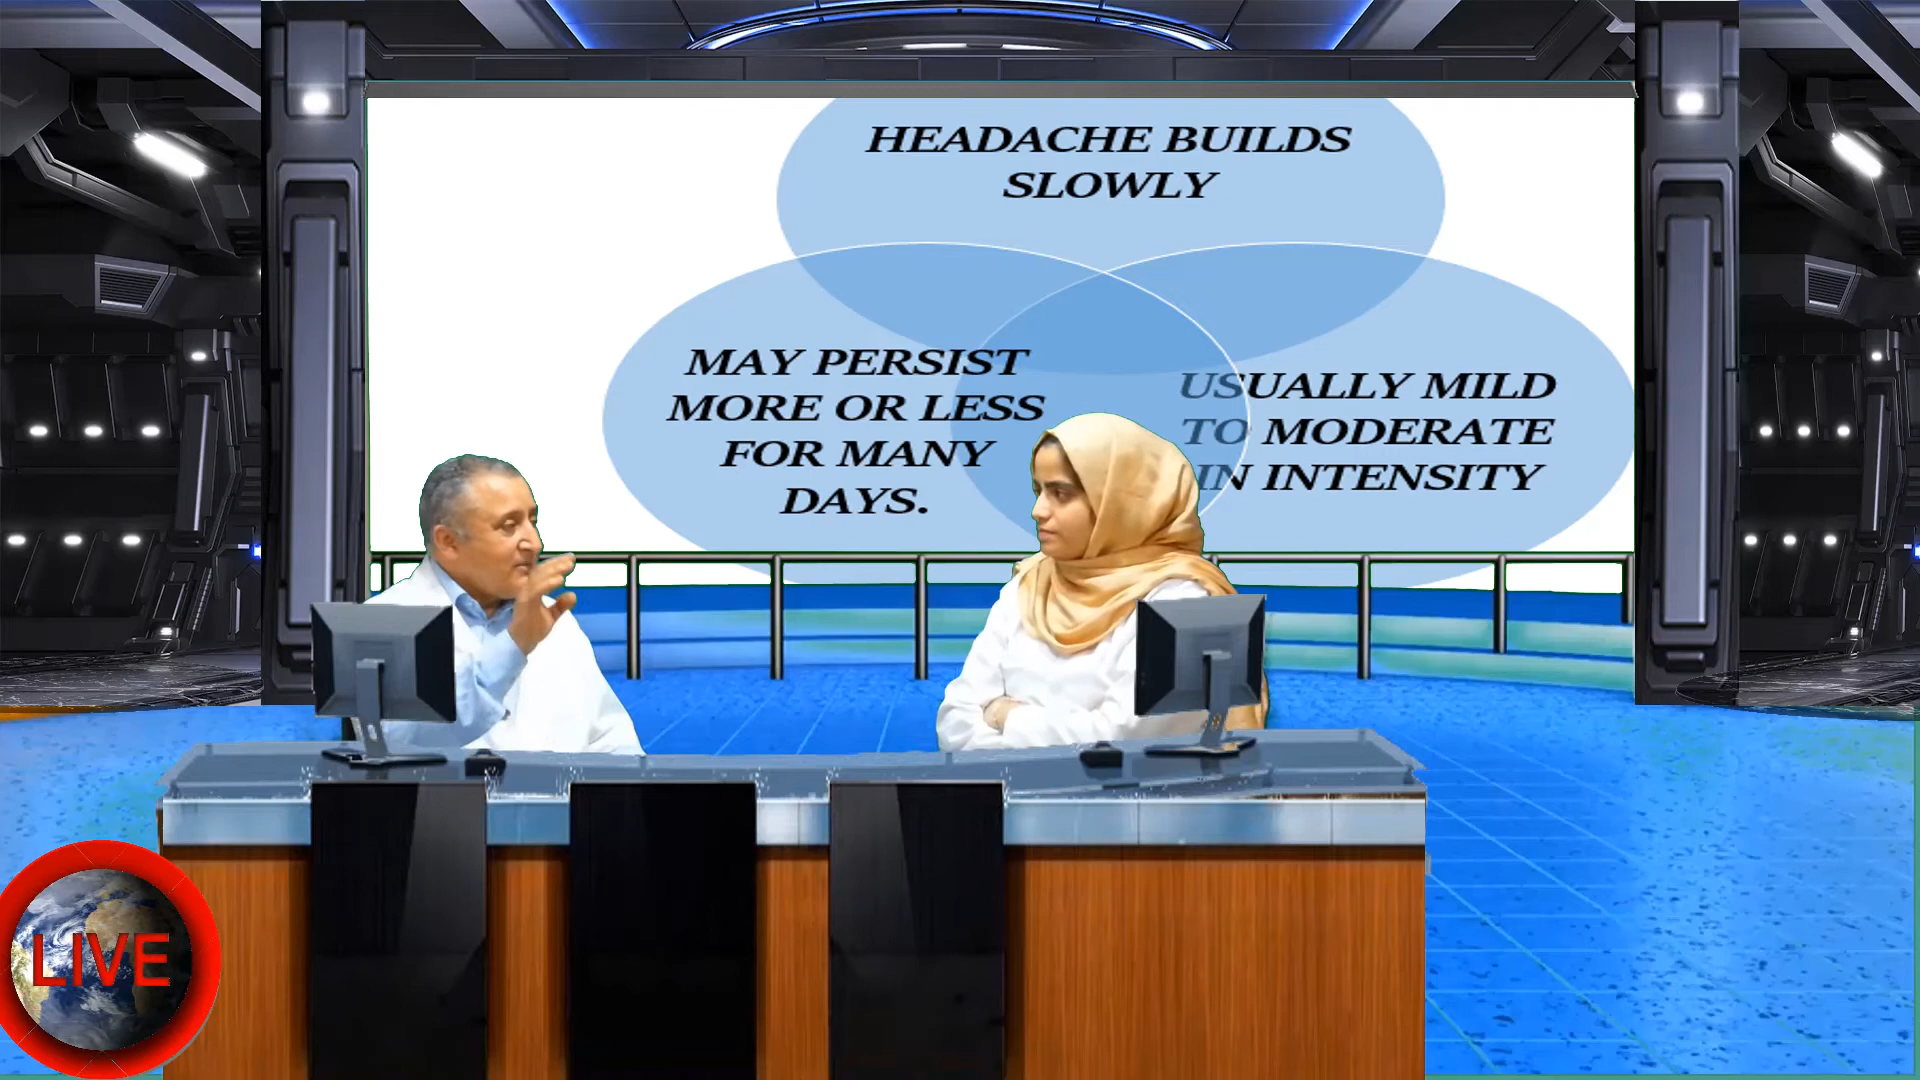 HEADACHE BUILDS
SLOWLY
MAY PERSIST
MORE OR LESS
FOR MANY
DAYS.
USUALLY MILD
TO MODERATE
IN INTENSITY
LIVE